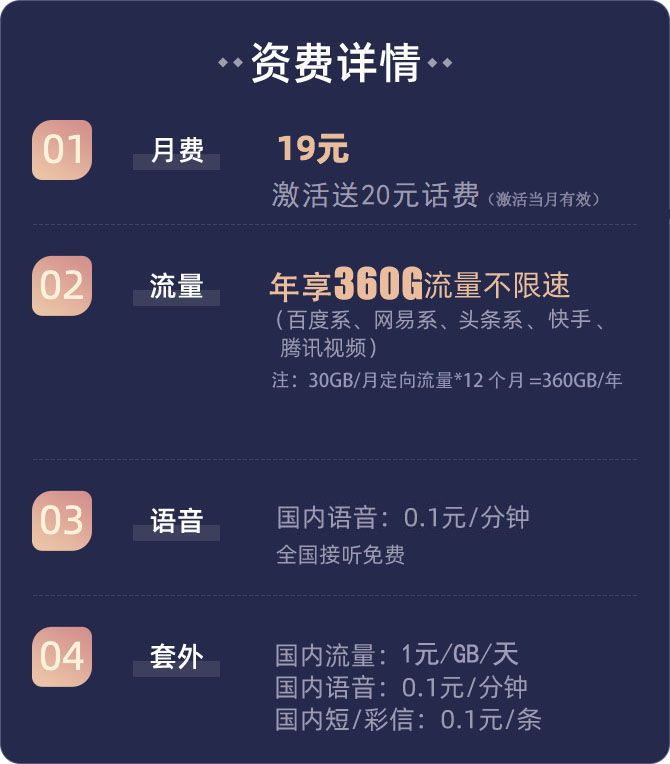 资费详情
01 月费 19元
激活送20元话费（激活当月有效）
02 流量 年享360G流量不限速
（百度系、网易系、头条系、快手、
腾讯视频）
注：30GB/月定向流量*12个月=360GB/年
03 语音 国内语音：0.1元/分钟
全国接听免费
04 套外 国内流量：1元/GB/天
国内语音：0.1元/分钟
国内短/彩信：0.1元/条